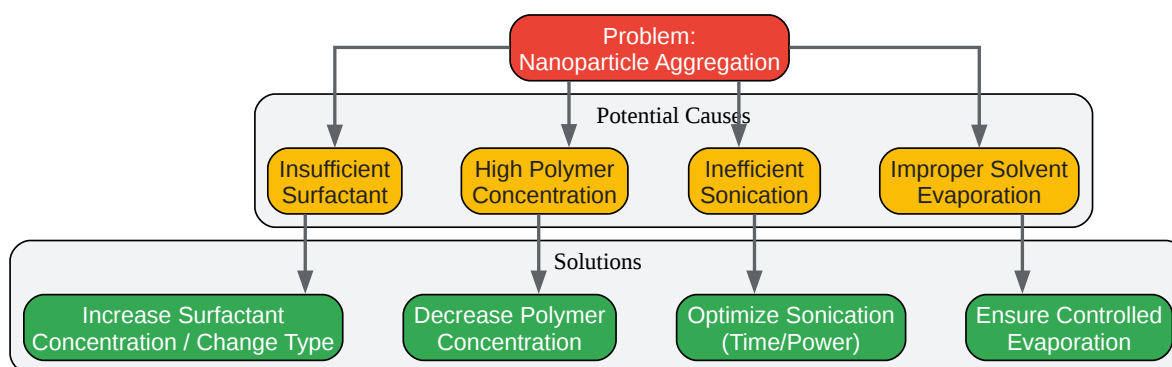 Problem:
Nanoparticle Aggregation
Potential Causes
Insufficient
Surfactant
High Polymer
Concentration
Inefficient
Sonication
Improper Solvent
Evaporation
Solutions
Increase Surfactant
Concentration / Change Type
Decrease Polymer
Concentration
Optimize Sonication
(Time/Power)
Ensure Controlled
Evaporation